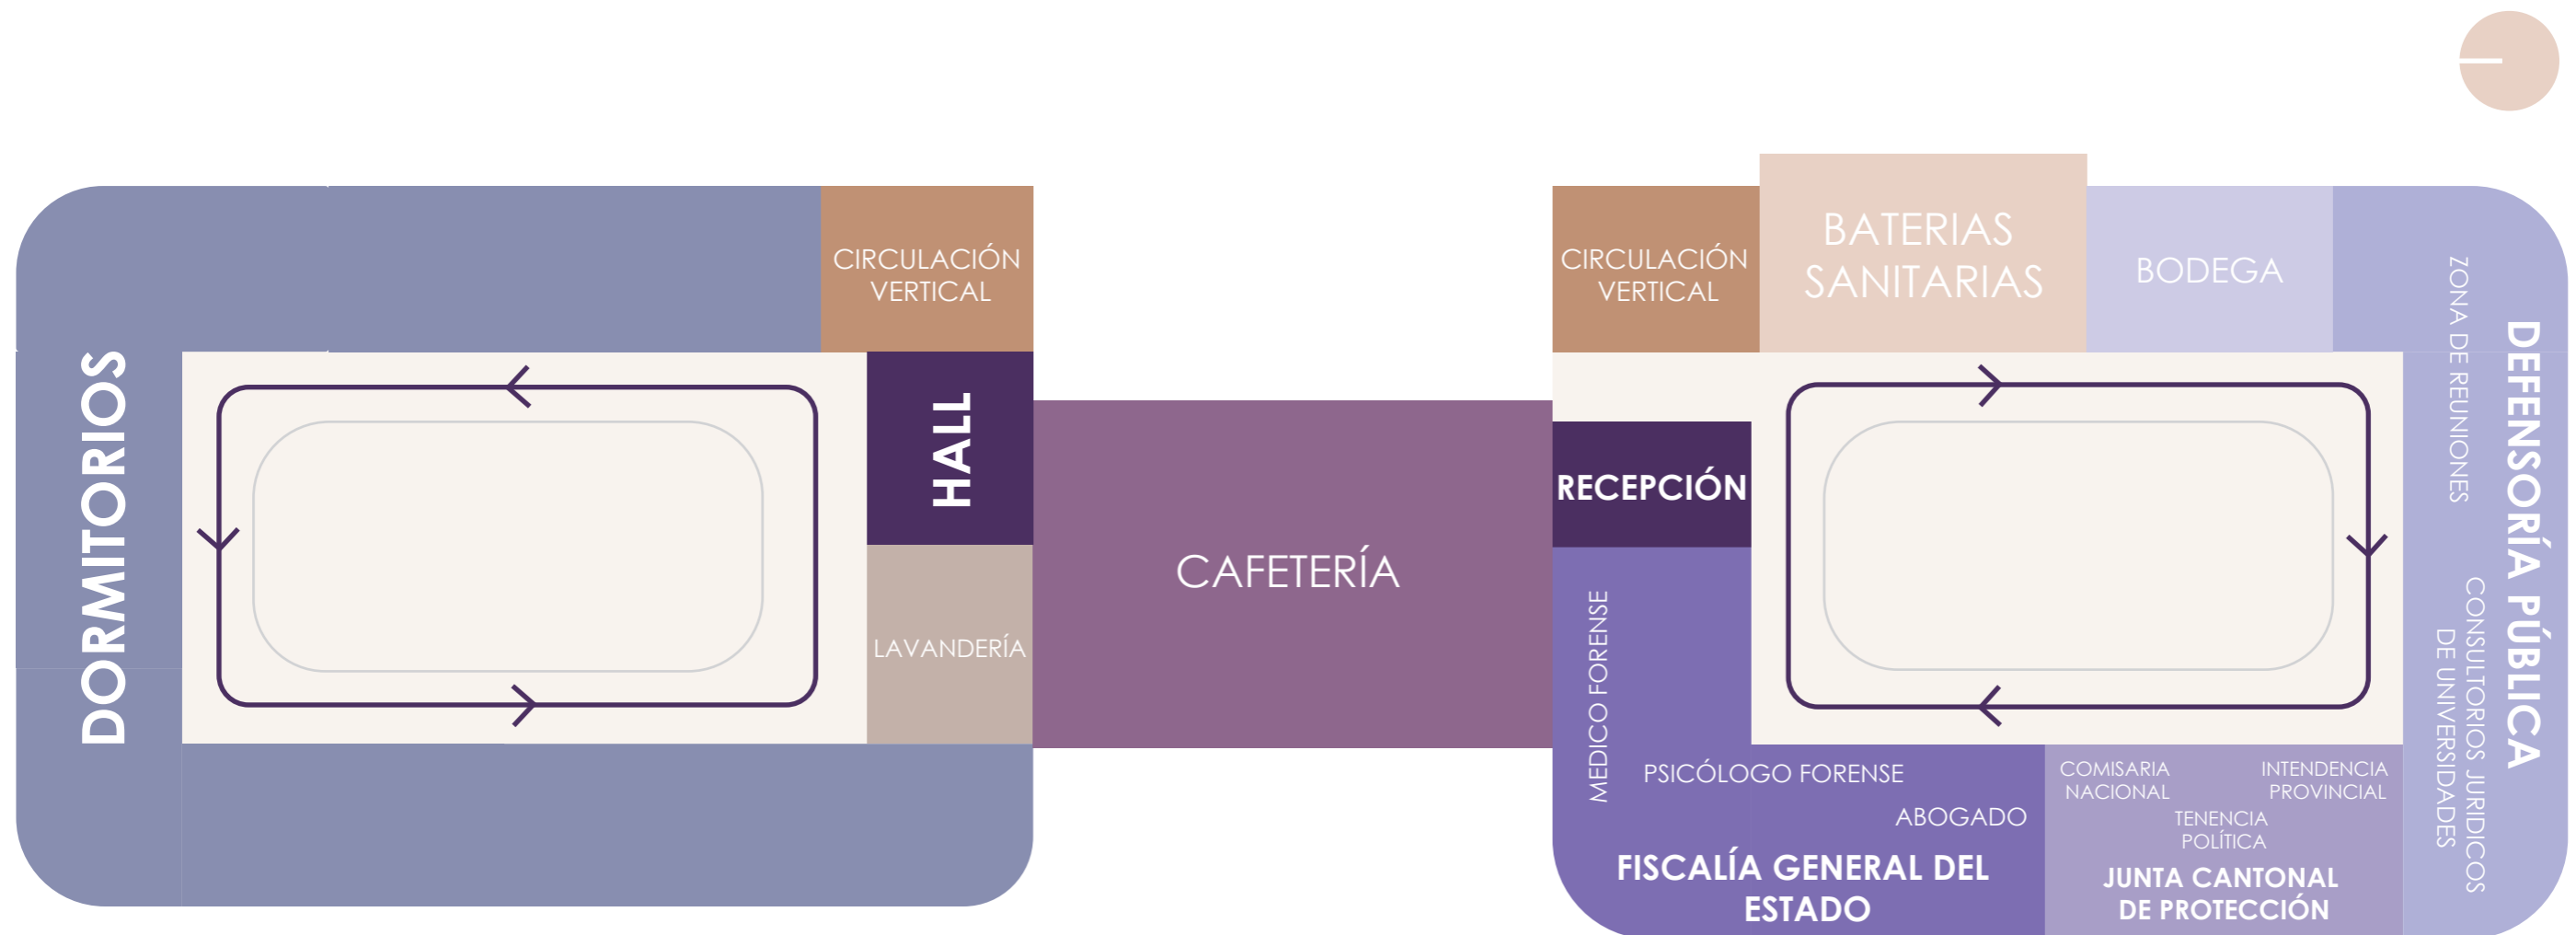 DORMITORIOS
CIRCULACIÓN
VERTICAL
HALL
LAVANDERÍA
CAFETERÍA
CIRCULACIÓN
VERTICAL
BATERIAS
SANITARIAS
BODEGA
RECEPCIÓN
MEDICO FORENSE
PSICÓLOGO FORENSE
ABOGADO
FISCALÍA GENERAL DEL
ESTADO
COMISARIA
NACIONAL
INTENDENCIA
PROVINCIAL
TENENCIA
POLÍTICA
JUNTA CANTONAL
DE PROTECCIÓN
ZONA DE REUNIONES
CONSULTORIOS JURIDICOS
DE UNIVERSIDADES
DEFENSORÍA PÚBLICA